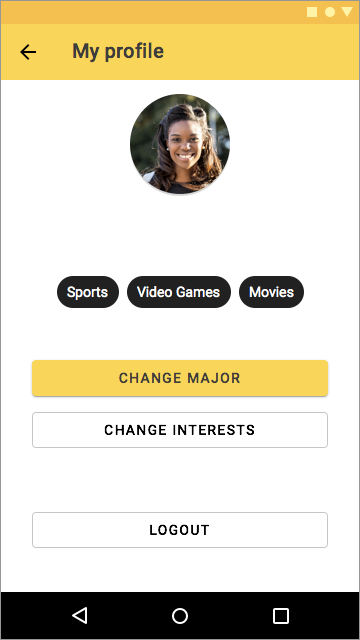 My profile
Sports Video Games Movies
CHANGE MAJOR
CHANGE INTERESTS
LOGOUT